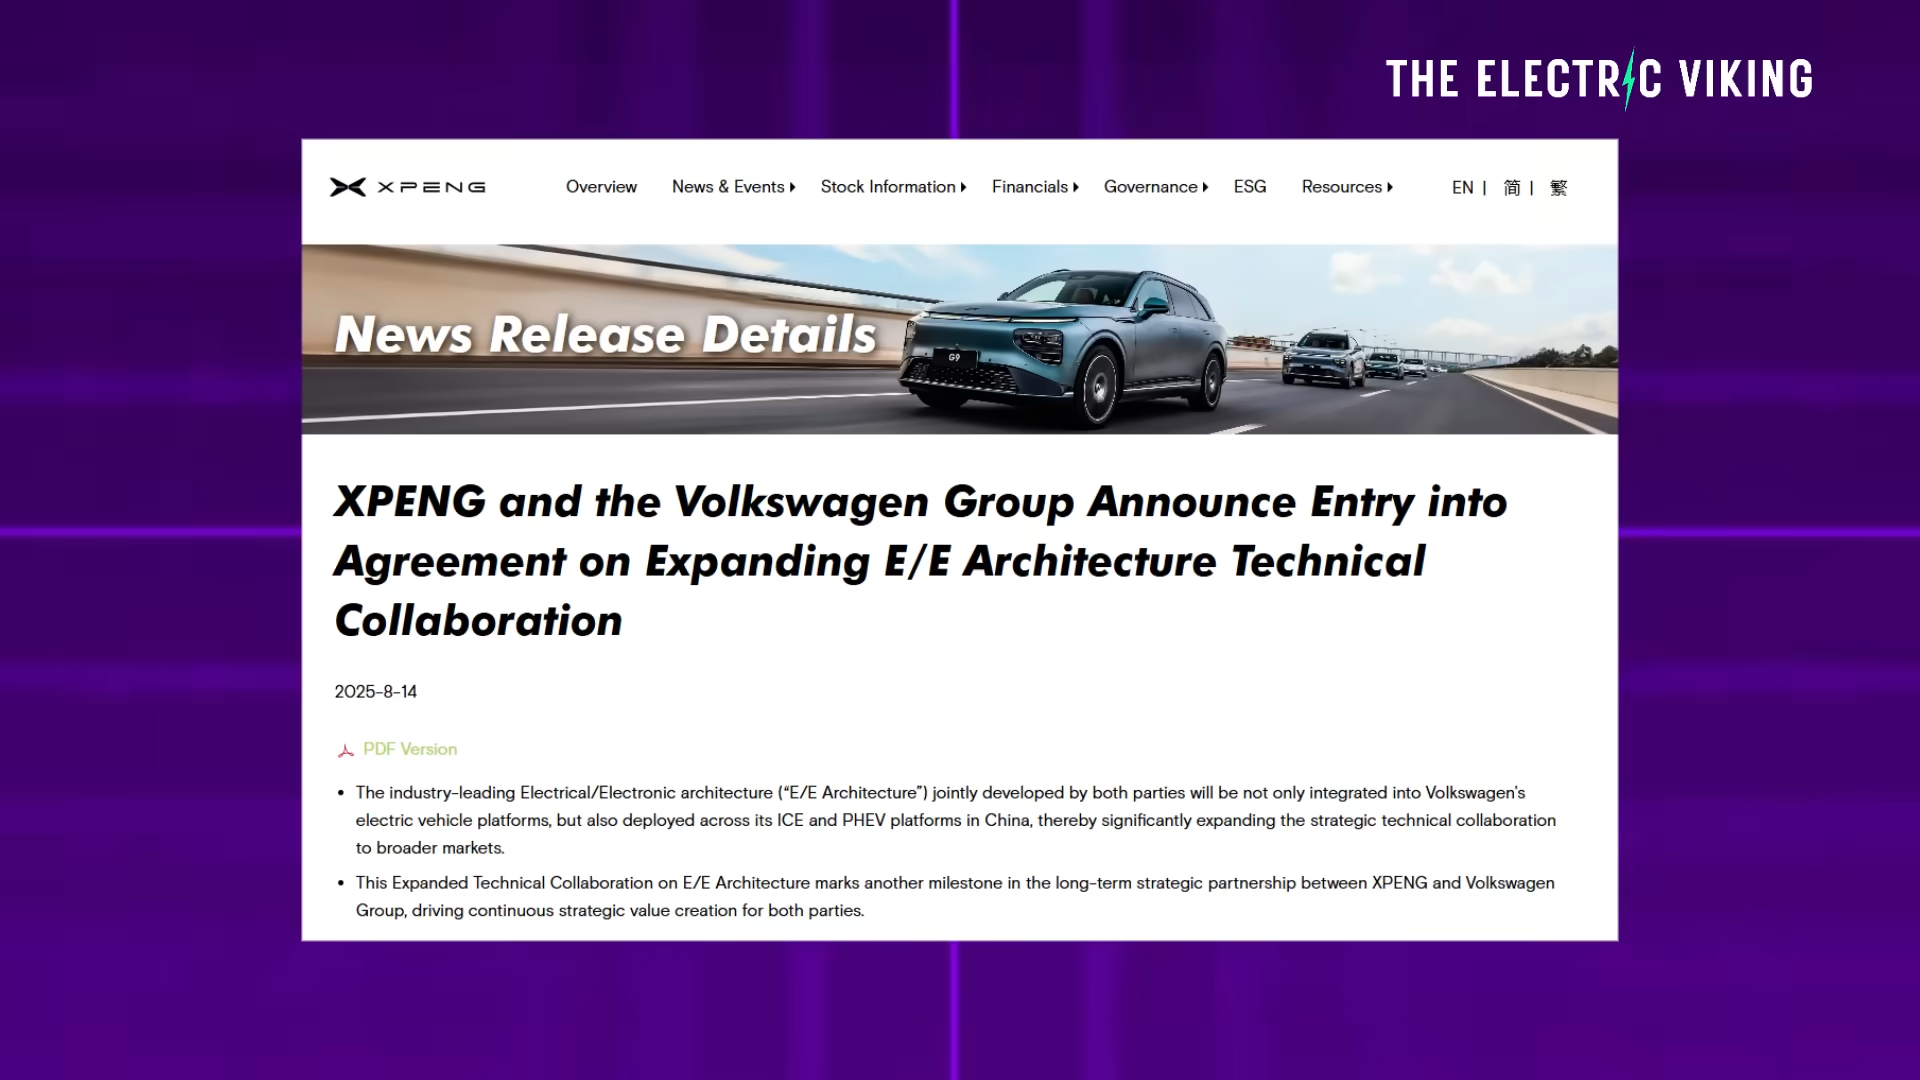 THE ELECTRIC VIKING
XPENG
Overview
News & Events
Stock Information
Financials
Governance
ESG
Resources
EN | 简 | 繁
News Release Details
G9
XPENG and the Volkswagen Group Announce Entry into
Agreement on Expanding E/E Architecture Technical
Collaboration
2025-8-14
PDF Version
• The industry-leading Electrical/Electronic architecture (“E/E Architecture”) jointly developed by both parties will be not only integrated into Volkswagen's
electric vehicle platforms, but also deployed across its ICE and PHEV platforms in China, thereby significantly expanding the strategic technical collaboration
to broader markets.
• This Expanded Technical Collaboration on E/E Architecture marks another milestone in the long-term strategic partnership between XPENG and Volkswagen
Group, driving continuous strategic value creation for both parties.